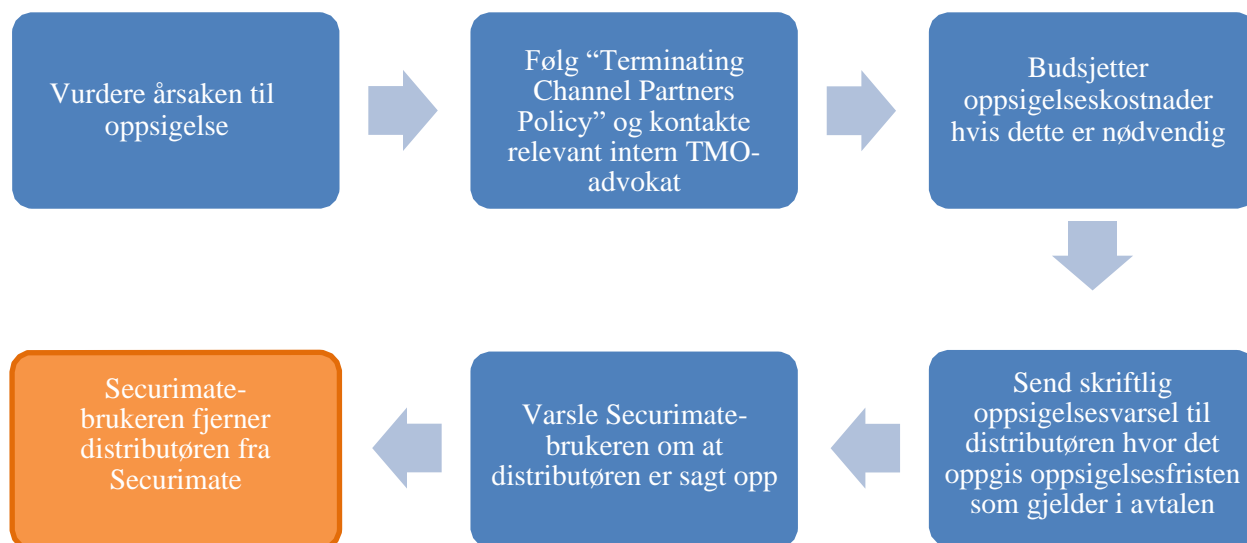 Vurdere årsaken til
oppsigelse
Følg “Terminating
Channel Partners
Policy” og kontakte
relevant intern TMO-
advokat
Budsjetter
oppsigelseskostnader
hvis dette er nødvendig
Send skriftlig
oppsigelsesvarsel til
distributøren hvor det
oppgis oppsigelsesfristen
som gjelder i avtalen
Varsle Securimate-
brukeren om at
distributøren er sagt opp
Securimate-
brukeren fjerner
distributøren fra
Securimate